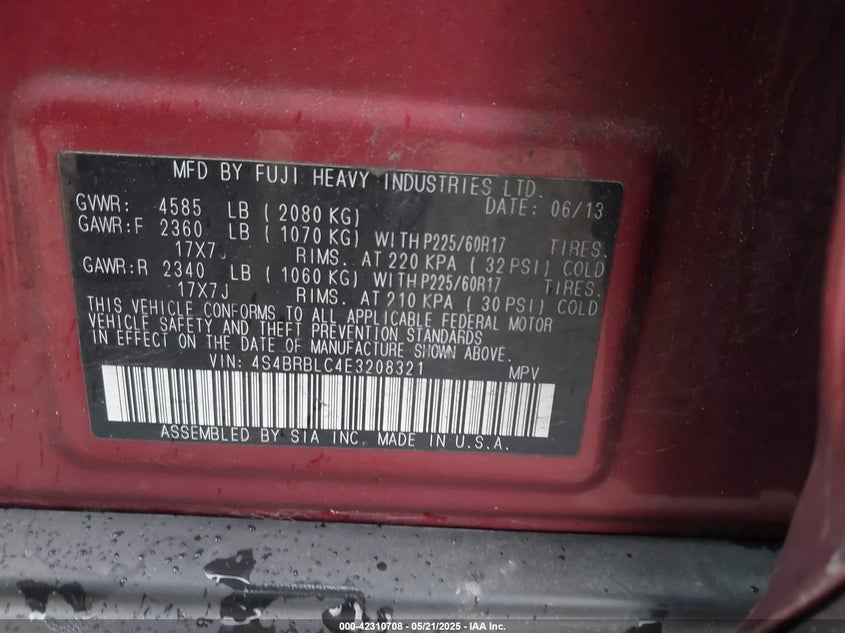 MFD BY FUJI HEAVY INDUSTRIES LTD.
GVWR: 4585 LB ( 2080 KG) DATE: 06/13
GAWR:F 2360 LB ( 1070 KG) WITH P225/60R17 TIRES.
17X7J RIMS. AT 220 KPA ( 32 PSI) COLD
GAWR:R 2340 LB ( 1060 KG) WITH P225/60R17 TIRES.
17X7J RIMS. AT 210 KPA ( 30 PSI) COLD
THIS VEHICLE CONFORMS TO ALL APPLICABLE FEDERAL MOTOR
VEHICLE SAFETY AND THEFT PREVENTION STANDARDS
IN EFFECT ON THE DATE OF MANUFACTURE SHOWN ABOVE.
VIN: 4S4BRBLC4E3208321 MPV
ASSEMBLED BY SIA INC. MADE IN U.S.A.
000-42310708 - 05/21/2025 - IAA Inc.